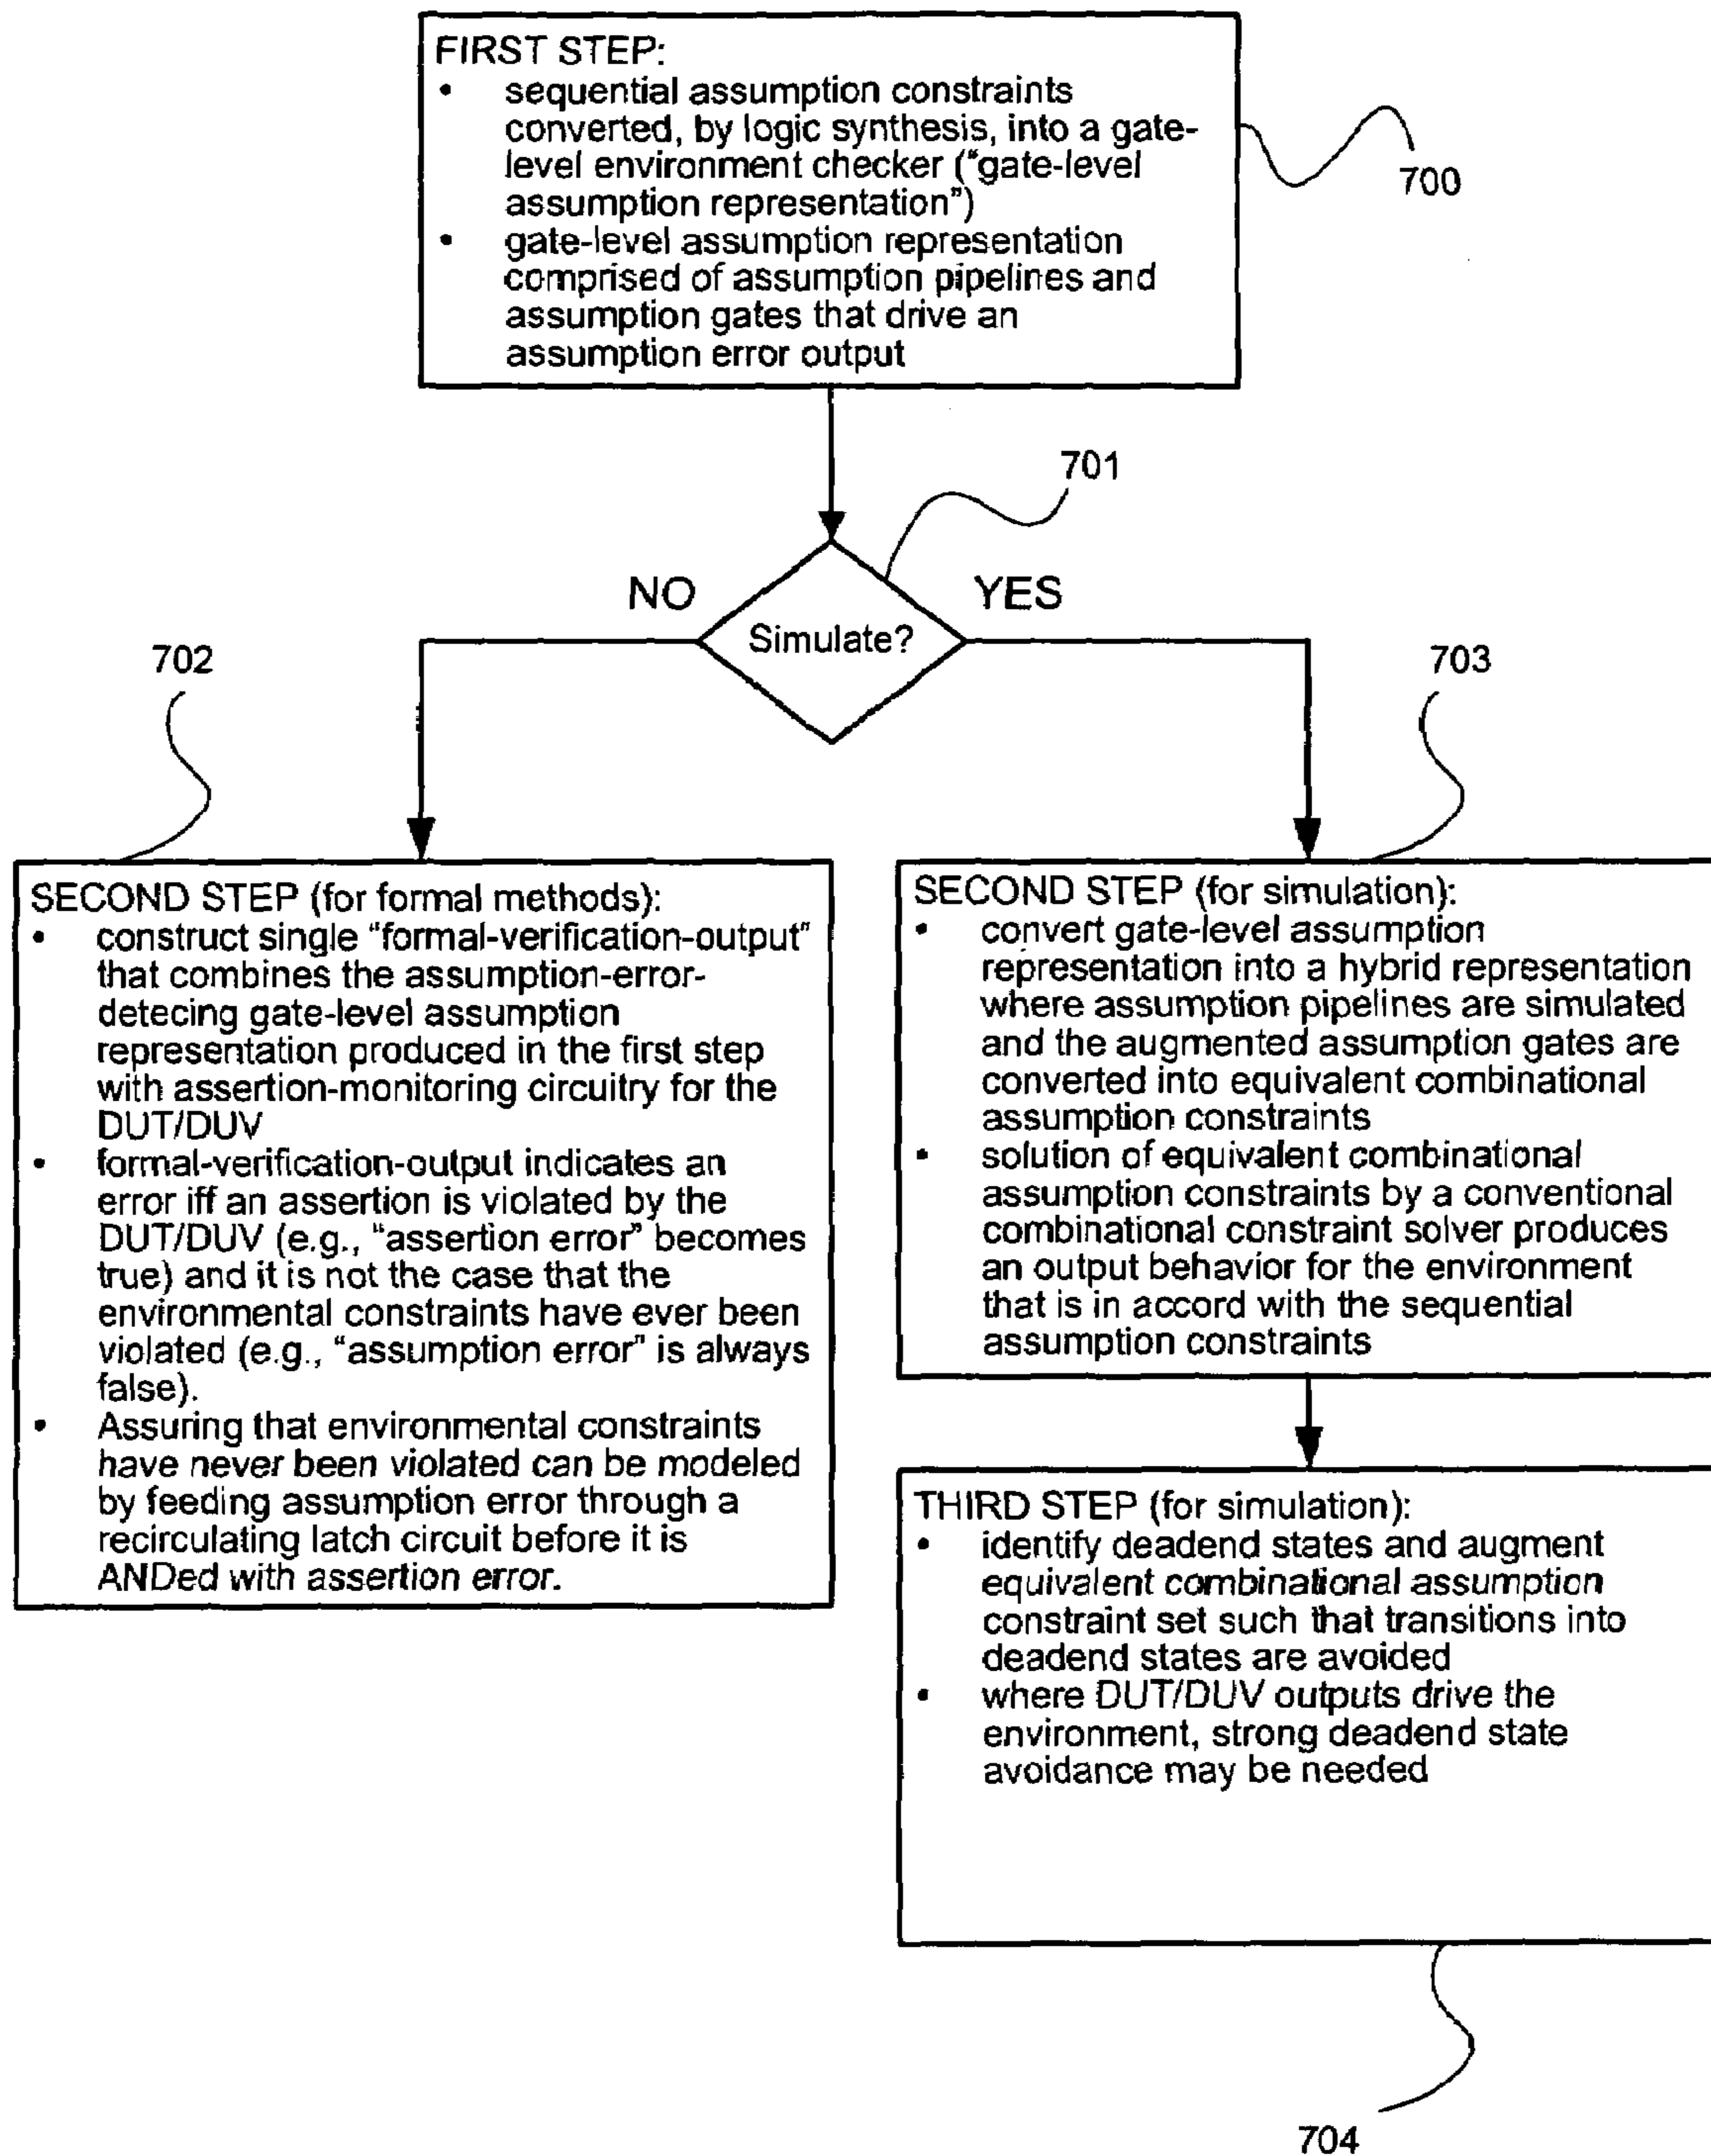 FIRST STEP:
• sequential assumption constraints
converted, by logic synthesis, into a gate-
level environment checker ("gate-level
assumption representation")
• gate-level assumption representation
comprised of assumption pipelines and
assumption gates that drive an
assumption error output
700
701
NO
YES
Simulate?
702
703
SECOND STEP (for formal methods):
• construct single "formal-verification-output"
that combines the assumption-error-
detecing gate-level assumption
representation produced in the first step
with assertion-monitoring circuitry for the
DUT/DUV
• formal-verification-output indicates an
error iff an assertion is violated by the
DUT/DUV (e.g., "assertion error" becomes
true) and it is not the case that the
environmental constraints have ever been
violated (e.g., "assumption error" is always
false).
• Assuring that environmental constraints
have never been violated can be modeled
by feeding assumption error through a
recirculating latch circuit before it is
ANDed with assertion error.
SECOND STEP (for simulation):
• convert gate-level assumption
representation into a hybrid representation
where assumption pipelines are simulated
and the augmented assumption gates are
converted into equivalent combinational
assumption constraints
• solution of equivalent combinational
assumption constraints by a conventional
combinational constraint solver produces
an output behavior for the environment
that is in accord with the sequential
assumption constraints
THIRD STEP (for simulation):
• identify deadend states and augment
equivalent combinational assumption
constraint set such that transitions into
deadend states are avoided
• where DUT/DUV outputs drive the
environment, strong deadend state
avoidance may be needed
704